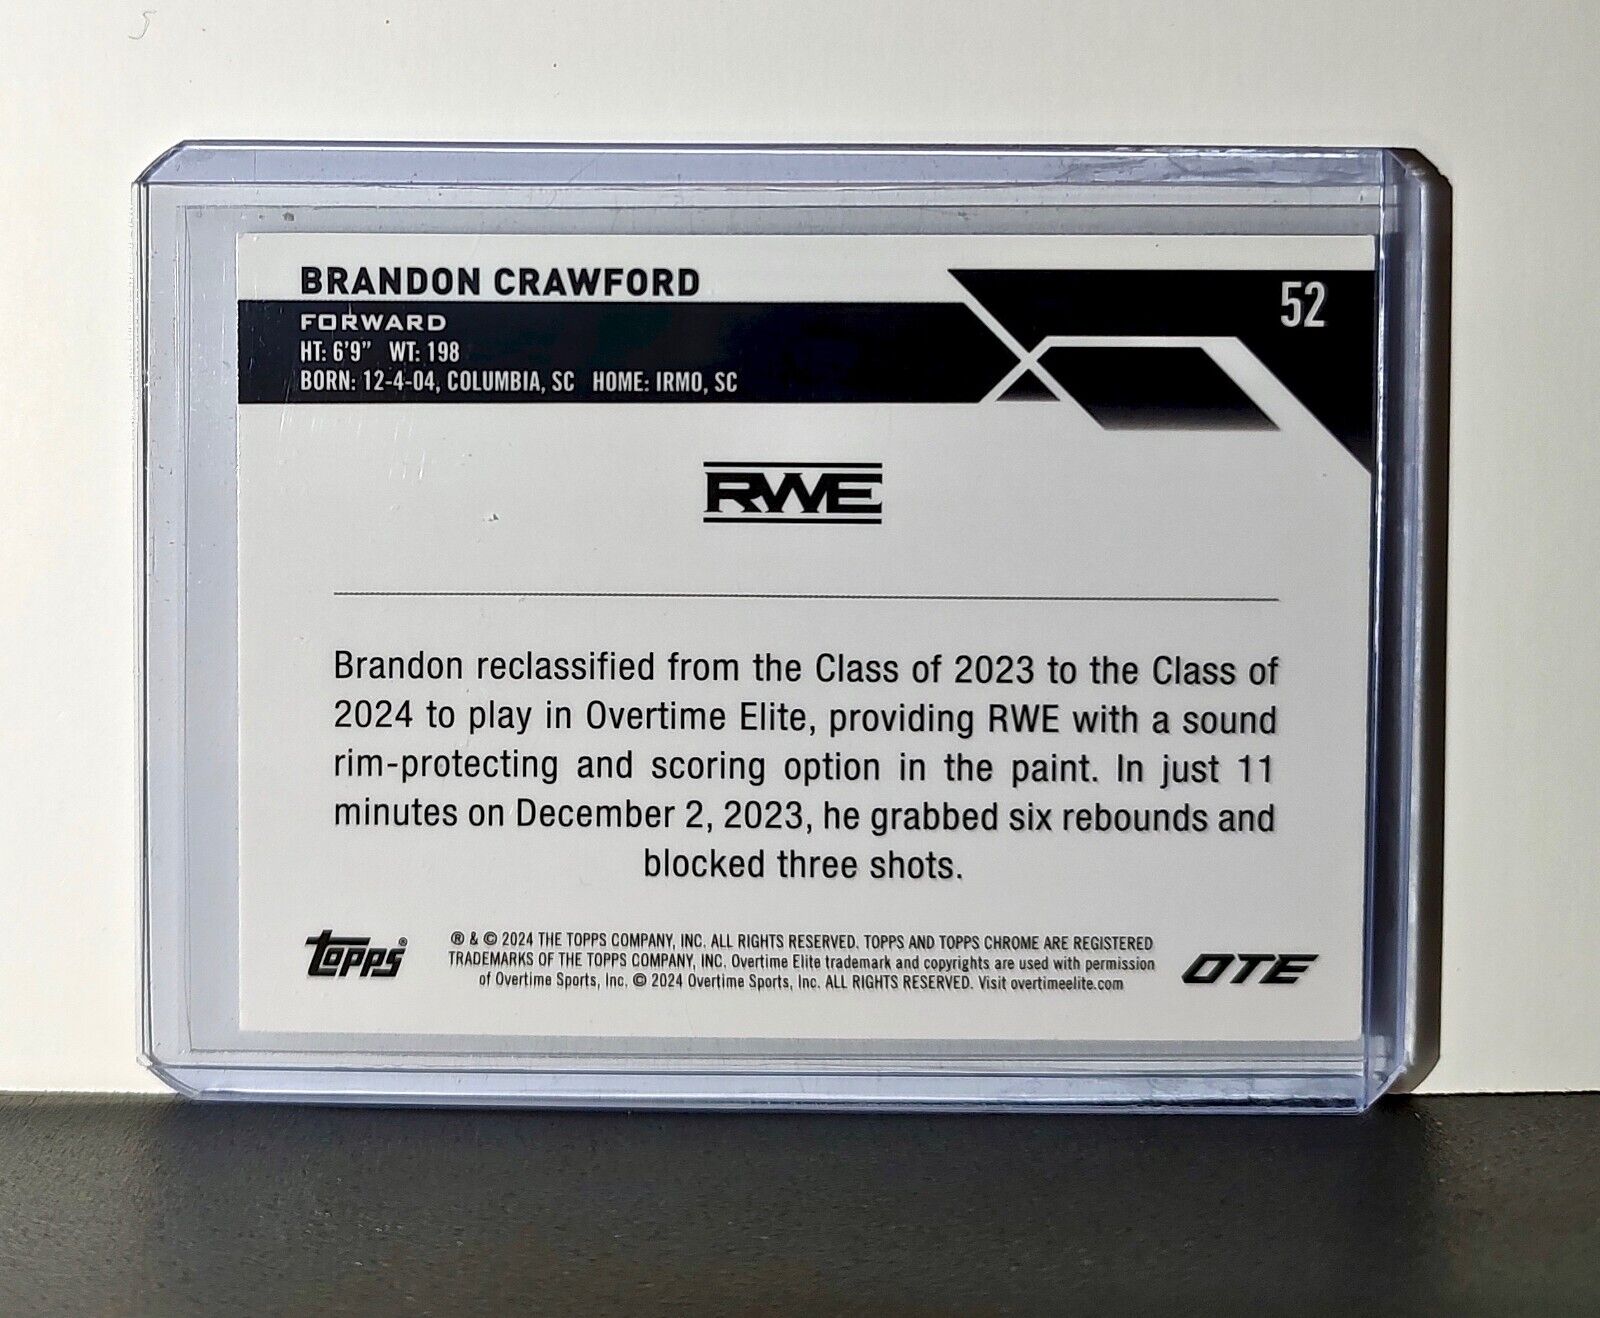 BRANDON CRAWFORD
52
FORWARD
HT: 6'9" WT: 198
BORN: 12-4-04, COLUMBIA, SC HOME: IRMO, SC
RWE
Brandon reclassified from the Class of 2023 to the Class of
2024 to play in Overtime Elite, providing RWE with a sound
rim-protecting and scoring option in the paint. In just 11
minutes on December 2, 2023, he grabbed six rebounds and
blocked three shots.
topps®
® & © 2024 THE TOPPS COMPANY, INC. ALL RIGHTS RESERVED. TOPPS AND TOPPS CHROME ARE REGISTERED
TRADEMARKS OF THE TOPPS COMPANY, INC. Overtime Elite trademark and copyrights are used with permission
of Overtime Sports, Inc. © 2024 Overtime Sports, Inc. ALL RIGHTS RESERVED. Visit overtimeelite.com
OTE